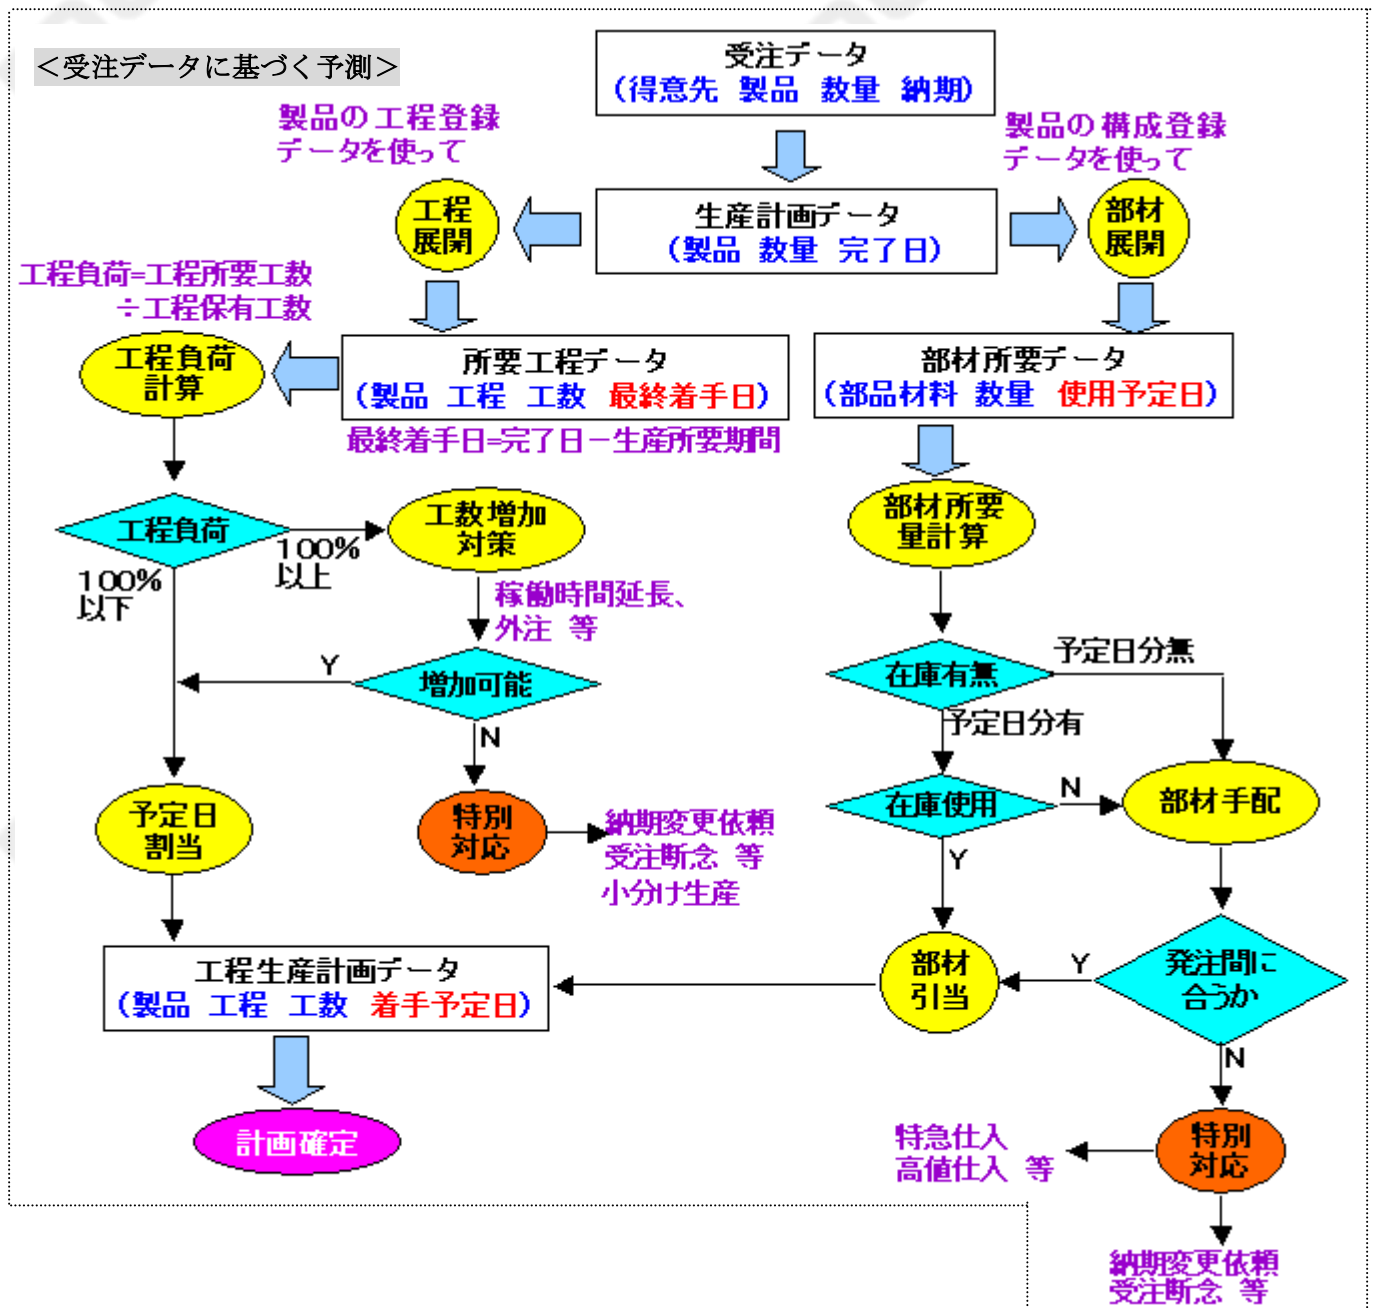 ＜受注データに基づく予測＞
受注データ
（得意先 製品 数量 納期）
製品の工程登録
データを使って
製品の構成登録
データを使って
工程
展開
生産計画データ
（製品 数量 完了日）
部材
展開
工程負荷=工程所要工数
÷工程保有工数
工程負荷
計算
所要工程データ
（製品 工程 工数 最終着手日）
最終着手日=完了日－生産所要期間
部材所要データ
（部品材料 数量 使用予定日）
工程負荷
100%
以上
100%
以下
工数増加
対策
稼働時間延長、
外注 等
部材所要
量計算
増加可能
Y
N
在庫有無
予定日分無
予定日分有
在庫使用
N
Y
部材手配
予定日
割当
特別
対応
納期変更依頼
受注断念 等
小分け生産
工程生産計画データ
（製品 工程 工数 着手予定日）
部材
引当
Y
発注間に
合うか
N
計画確定
特急仕入
高値仕入 等
特別
対応
納期変更依頼
受注断念 等